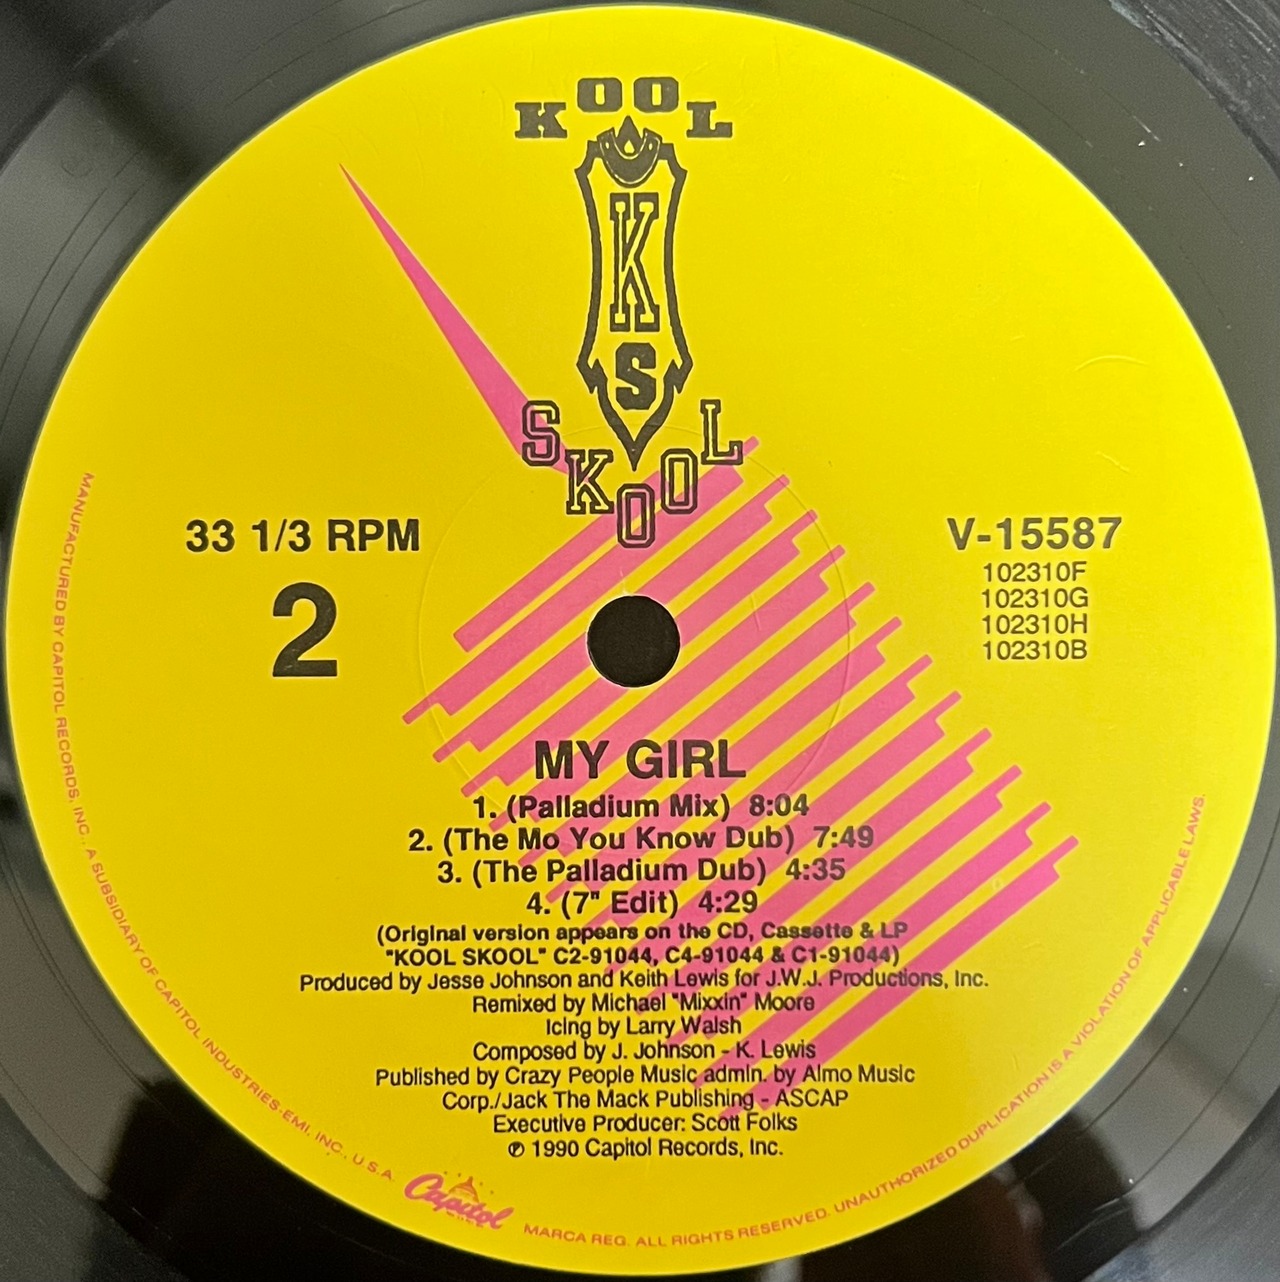 KOOL
K
S
SKOOL
33 1/3 RPM
2
V-15587
102310F
102310G
102310H
102310B
MY GIRL
1. (Palladium Mix) 8:04
2. (The Mo You Know Dub) 7:49
3. (The Palladium Dub) 4:35
4. (7" Edit) 4:29
(Original version appears on the CD, Cassette & LP
"KOOL SKOOL" C2-91044, C4-91044 & C1-91044)
Produced by Jesse Johnson and Keith Lewis for J.W.J. Productions, Inc.
Remixed by Michael "Mixxin" Moore
Icing by Larry Walsh
Composed by J. Johnson - K. Lewis
Published by Crazy People Music admin. by Almo Music
Corp./Jack The Mack Publishing - ASCAP
Executive Producer: Scott Folks
℗ 1990 Capitol Records, Inc.
MANUFACTURED BY CAPITOL RECORDS, INC., A SUBSIDIARY OF CAPITOL INDUSTRIES-EMI, INC., U.S.A.
Capitol
MARCA REG. ALL RIGHTS RESERVED. UNAUTHORIZED DUPLICATION IS A VIOLATION OF APPLICABLE LAWS.